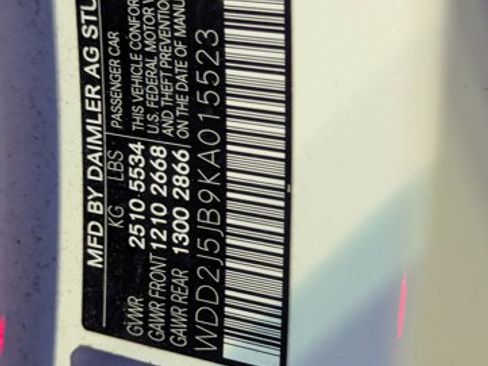 MFD BY DAIMLER AG STU
KG LBS PASSENGER CAR
GVWR 2510 5534 THIS VEHICLE CONFOR
GAWR FRONT 1210 2668 U.S. FEDERAL MOTOR V
GAWR REAR 1300 2866 AND THEFT PREVENTION
ON THE DATE OF MANU
WDD2J5JB9KA015523